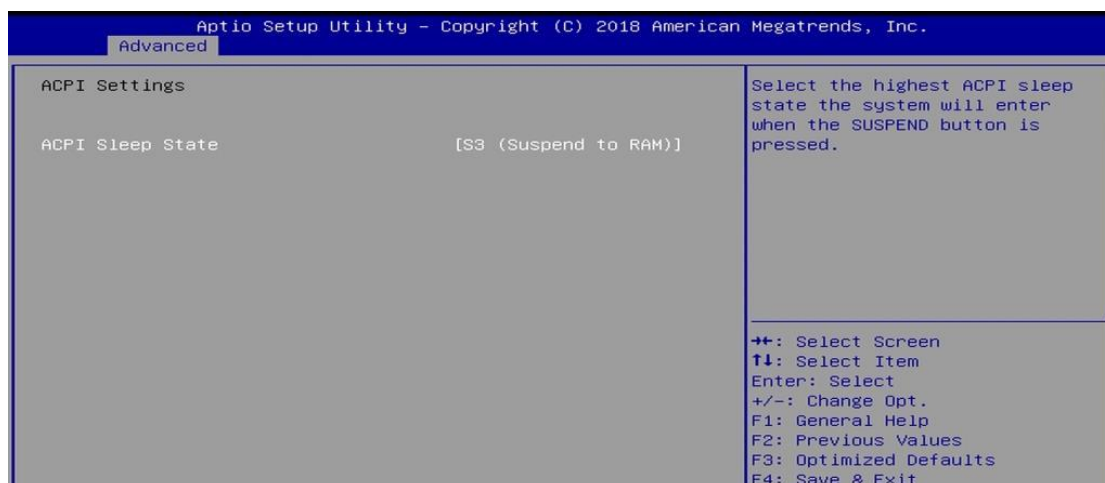 Aptio Setup Utility – Copyright (C) 2018 American Megatrends, Inc.
Advanced
ACPI Settings
ACPI Sleep State [S3 (Suspend to RAM)]
Select the highest ACPI sleep
state the system will enter
when the SUSPEND button is
pressed.
→←: Select Screen
↑↓: Select Item
Enter: Select
+/-: Change Opt.
F1: General Help
F2: Previous Values
F3: Optimized Defaults
F4: Save & Exit